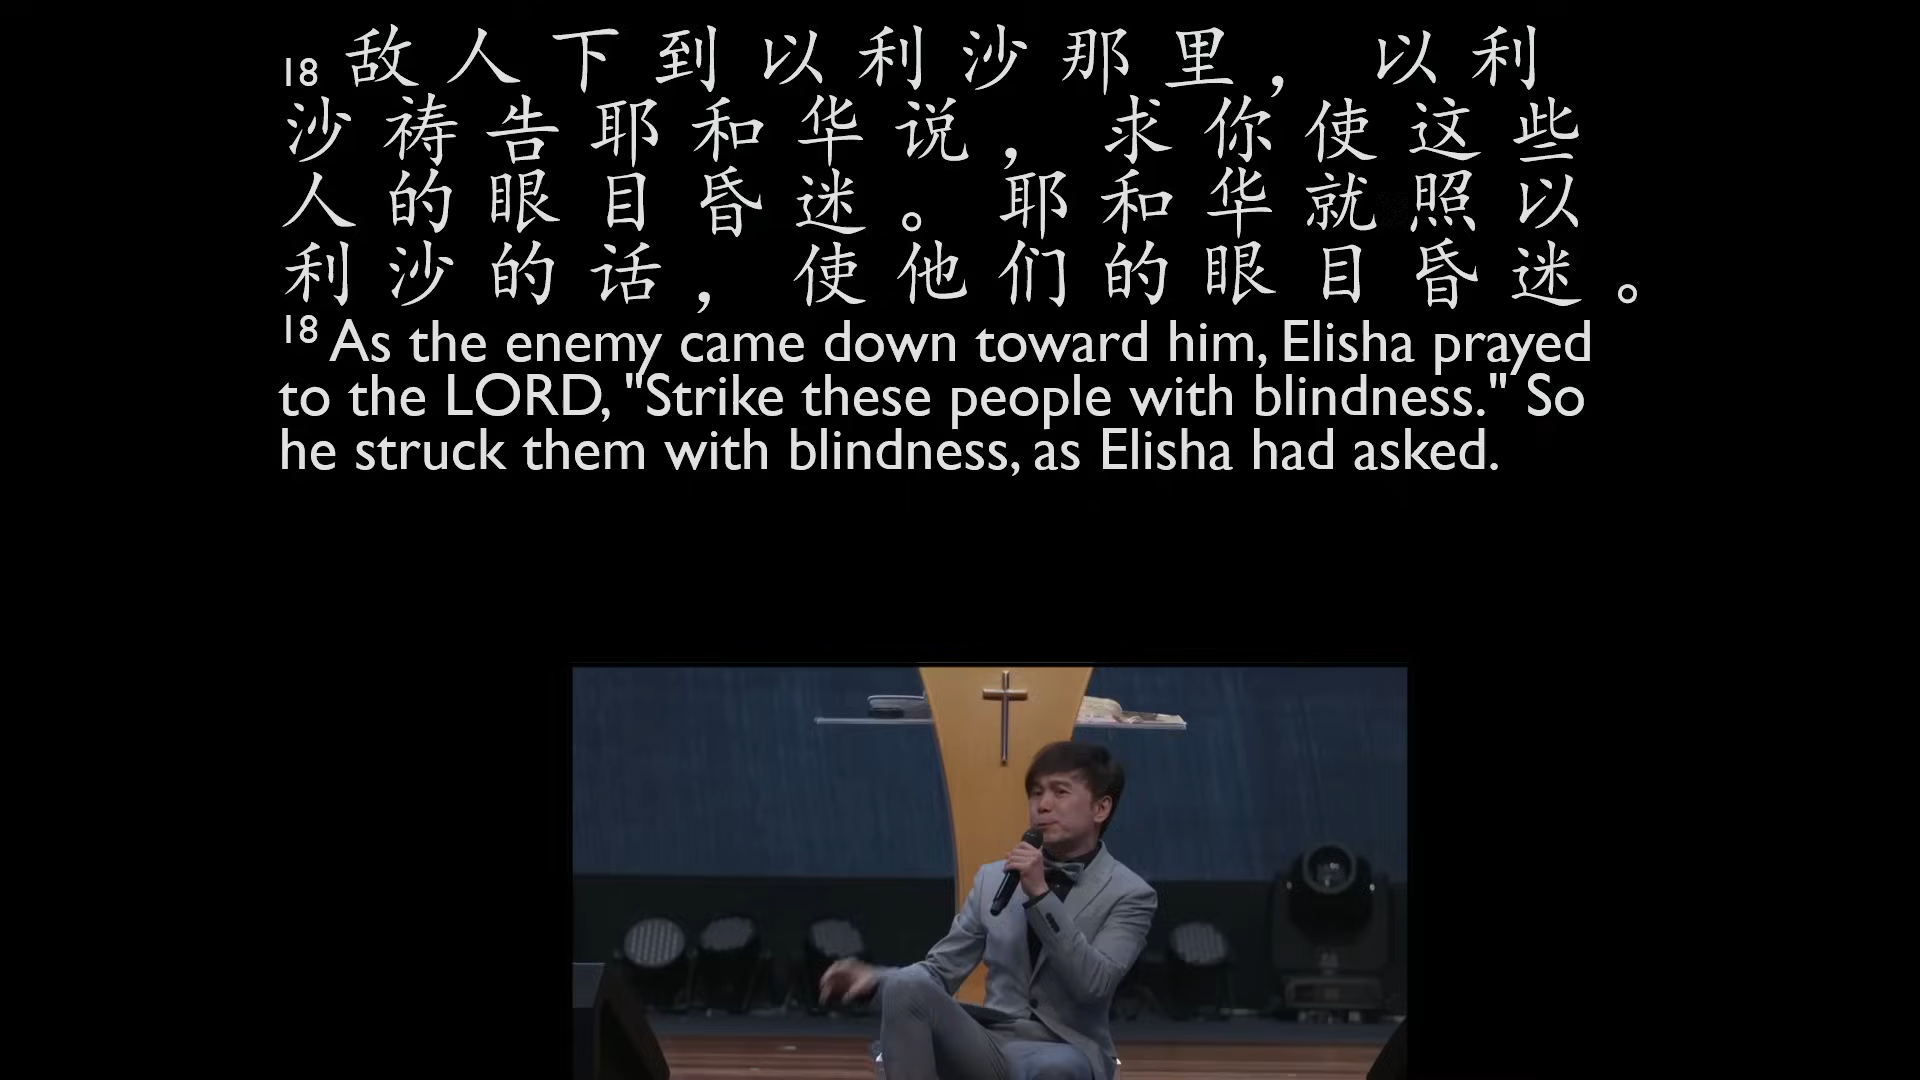 18 敌人下到以利沙那里， 以利
沙祷告耶和华说， 求你使这些
人的眼目昏迷。耶和华就照以
利沙的话， 使他们的眼目昏迷。
18 As the enemy came down toward him, Elisha prayed
to the LORD, "Strike these people with blindness." So
he struck them with blindness, as Elisha had asked.